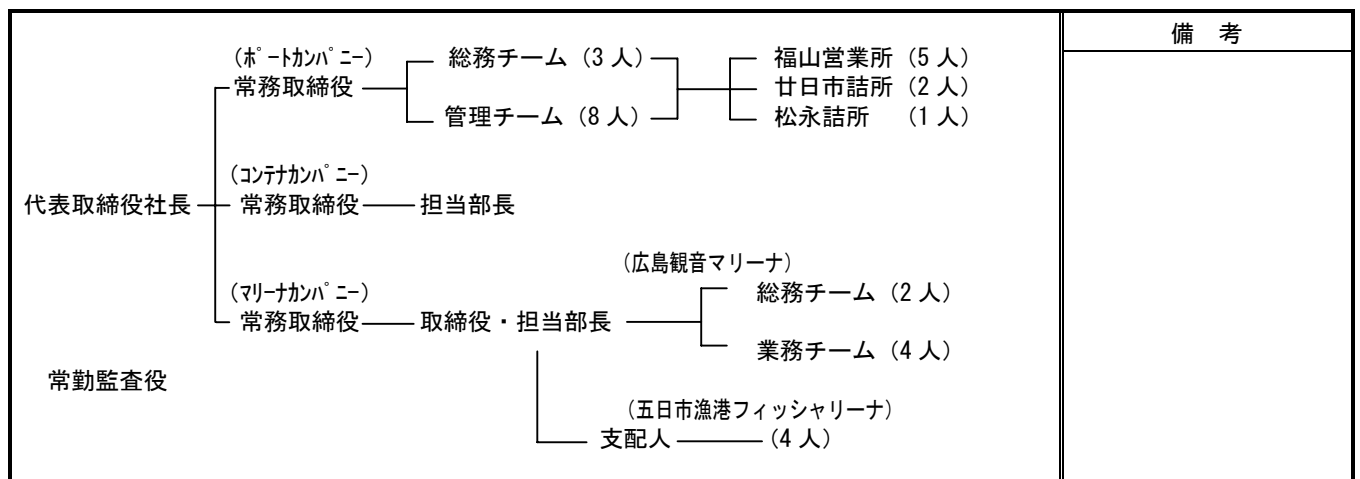 備 考
(ﾎﾟｰﾄｶﾝﾊﾟﾆｰ)
総務チーム (3 人)
福山営業所 (5 人)
常務取締役
廿日市詰所 (2 人)
管理チーム (8 人)
松永詰所 (1 人)
(ｺﾝﾃﾅｶﾝﾊﾟﾆｰ)
代表取締役社長
常務取締役
担当部長
(広島観音マリーナ)
(ﾏﾘｰﾅｶﾝﾊﾟﾆｰ)
総務チーム (2 人)
常務取締役
取締役・担当部長
業務チーム (4 人)
常勤監査役
(五日市漁港フィッシャリーナ)
支配人
(4 人)